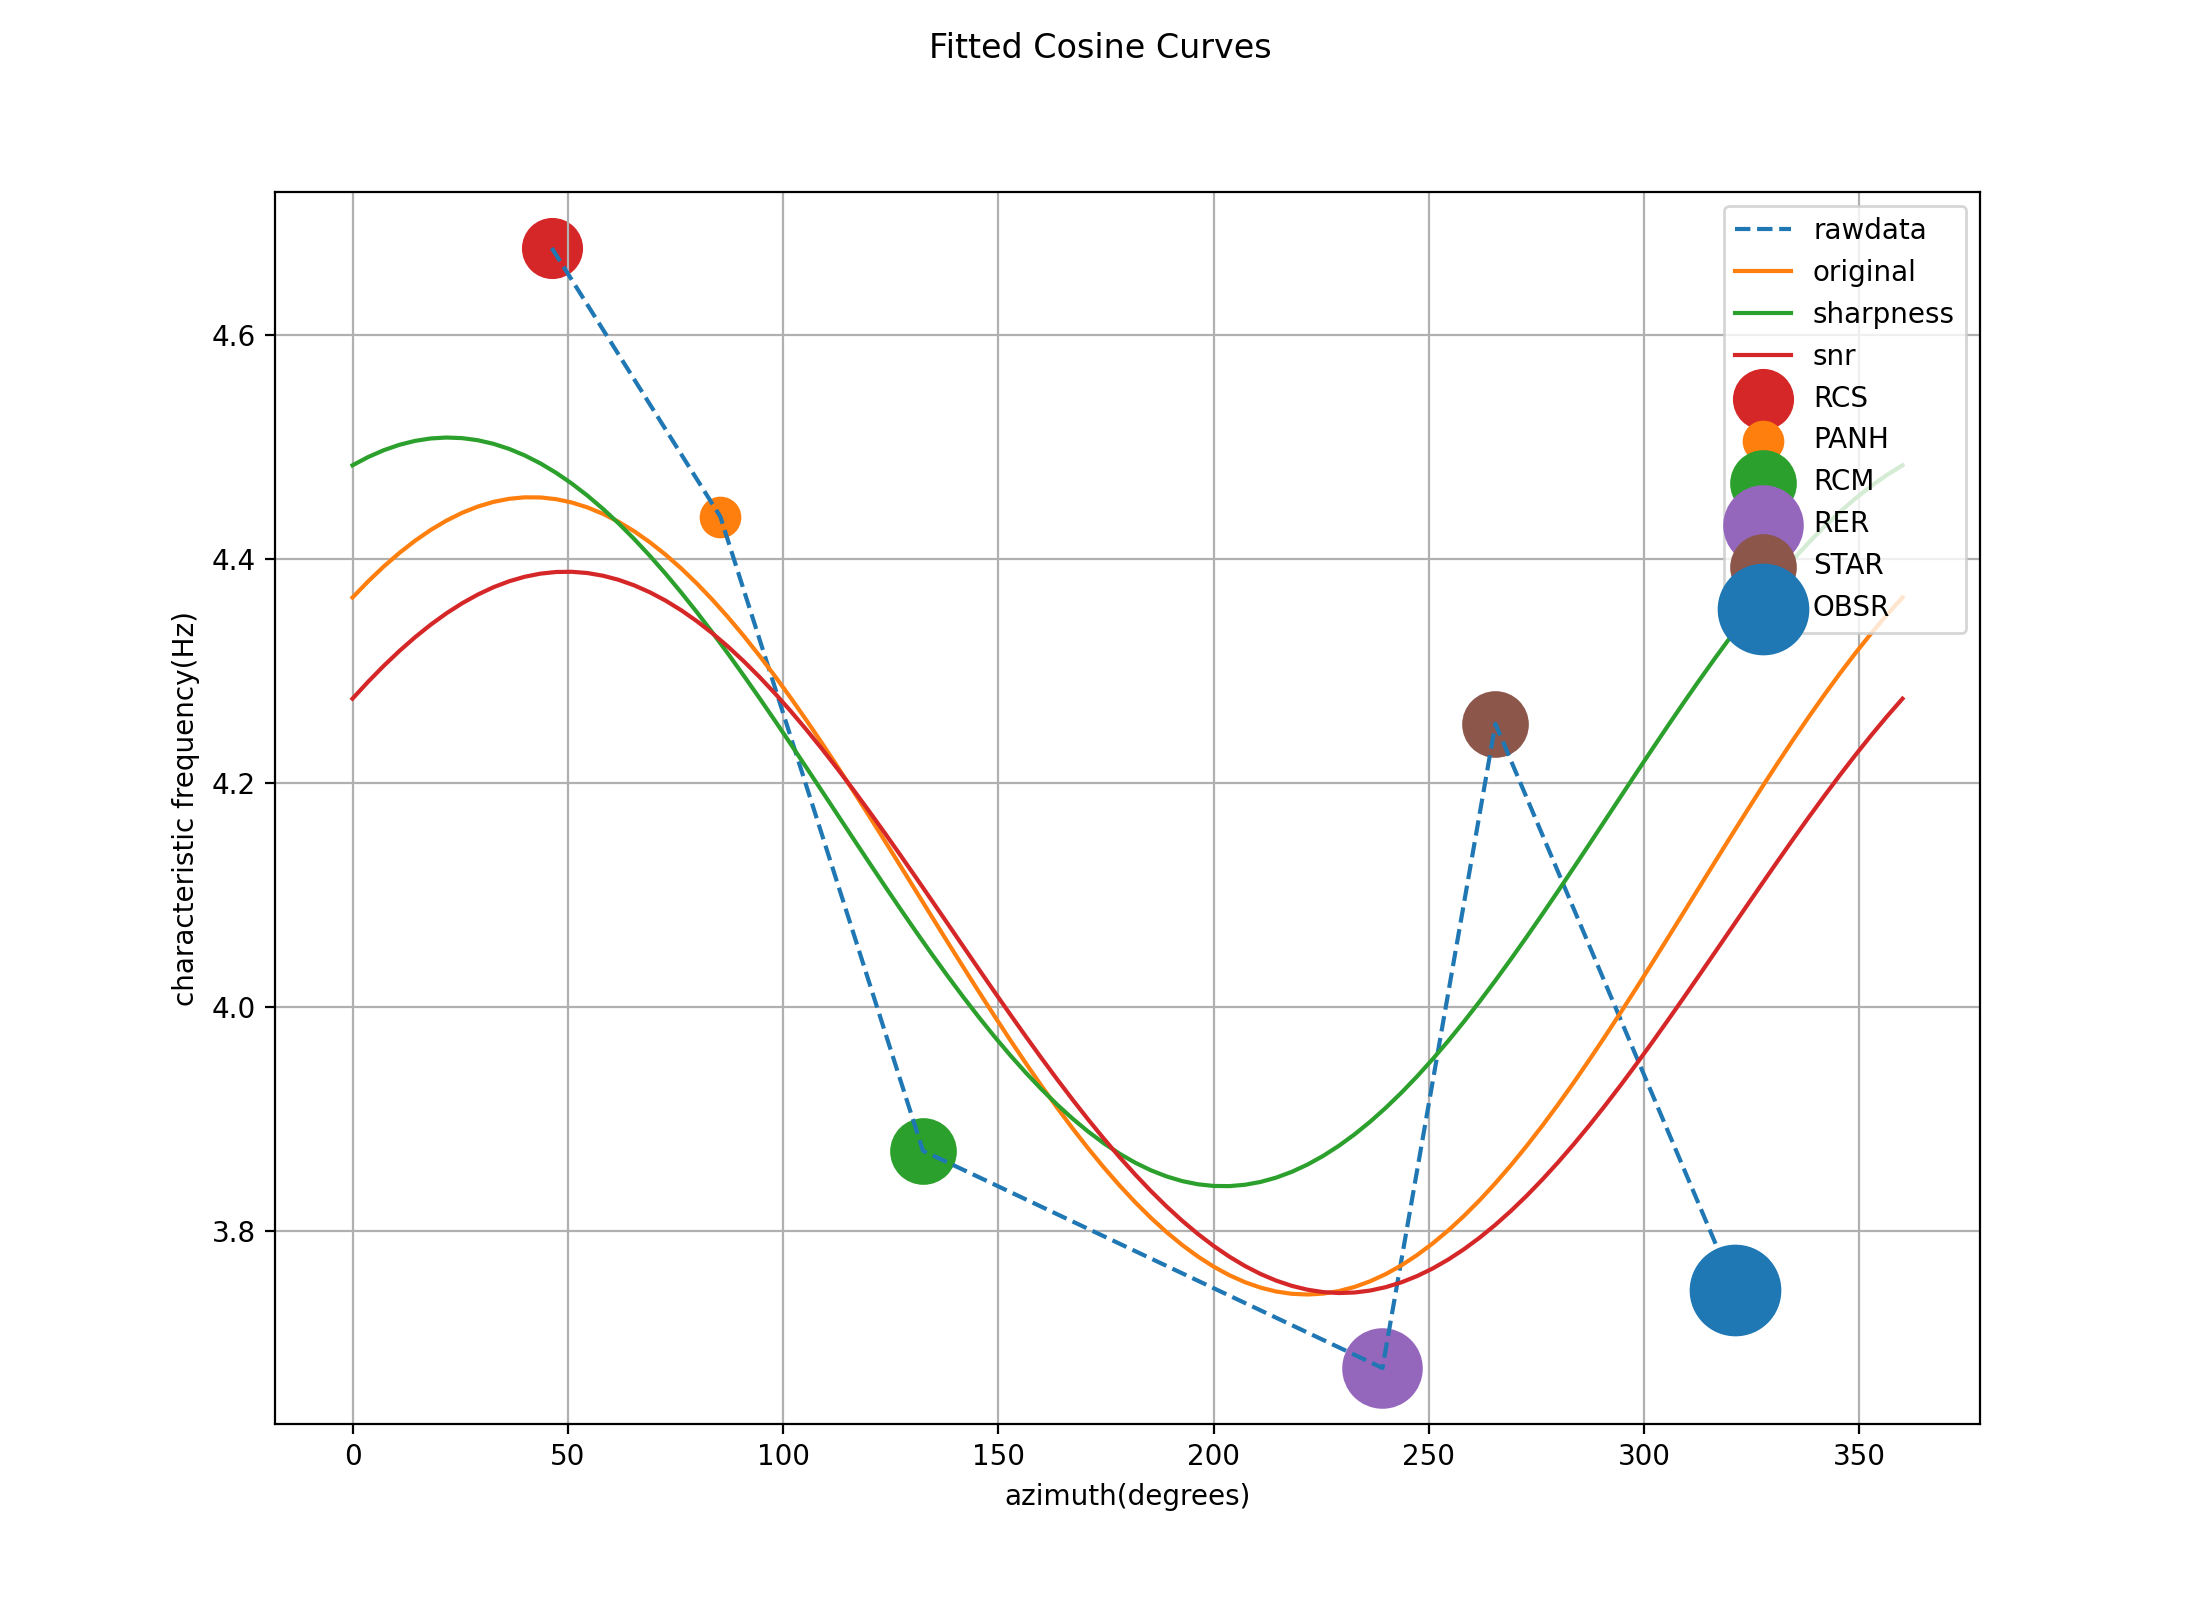 Fitted Cosine Curves
rawdata
original
sharpness
snr
RCS
PANH
RCM
RER
STAR
OBSR
characteristic frequency(Hz)
4.6
4.4
4.2
4.0
3.8
0 50 100 150 200 250 300 350
azimuth(degrees)